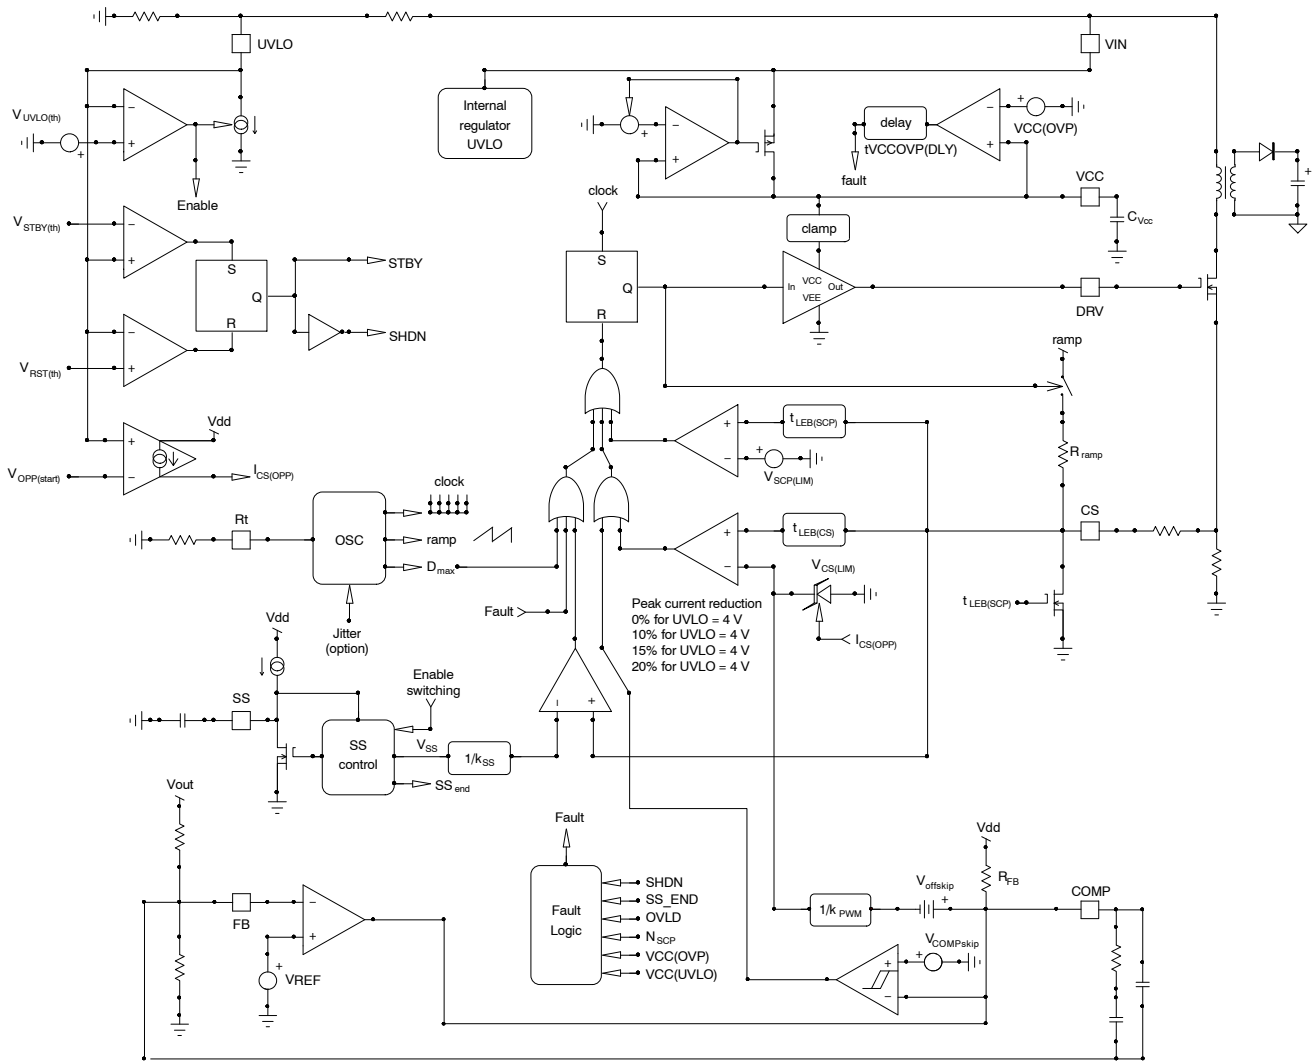 UVLO
VIN
V UVLO(th)
+
−
+
Enable
Internal
regulator
UVLO
+
−
+
delay
tVCCOVP(DLY)
fault
−
+
+
VCC(OVP)
VCC
C Vcc
+
V STBY(th)
−
+
S
Q
R
STBY
SHDN
V RST(th)
−
+
clock
S
Q
R
clamp
VCC
In
Out
VEE
DRV
ramp
R ramp
V OPP(start)
+
−
Vdd
I CS(OPP)
+
−
t LEB(SCP)
+
V SCP(LIM)
Rt
OSC
clock
ramp
D max
Jitter
(option)
+
−
t LEB(CS)
CS
V CS(LIM)
I CS(OPP)
t LEB(SCP)
Fault
Peak current reduction
0% for UVLO = 4 V
10% for UVLO = 4 V
15% for UVLO = 4 V
20% for UVLO = 4 V
Vdd
SS
Enable
switching
SS
control
V SS
1/k SS
SS end
−
+
Vout
FB
−
+
+
VREF
Fault
Fault
Logic
SHDN
SS_END
OVLD
N SCP
VCC(OVP)
VCC(UVLO)
Vdd
R FB
V offskip
+
1/k PWM
COMP
V COMPskip
+
+
−